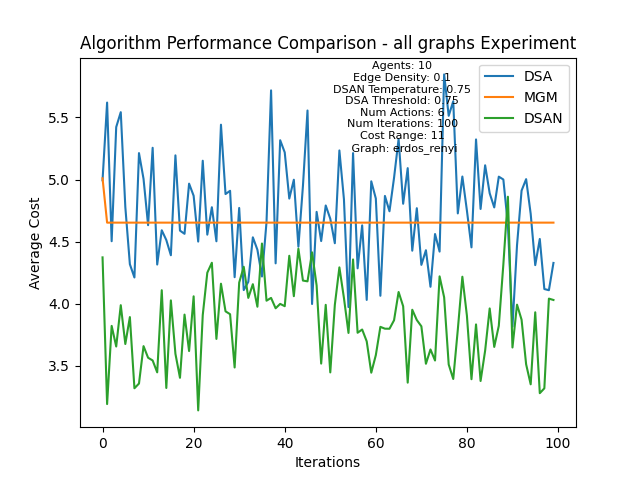 Algorithm Performance Comparison - all graphs Experiment
Agents: 10
Edge Density: 0.1
DSAN Temperature: 0.75
DSA Threshold: 0.75
Num Actions: 6
Num Iterations: 100
Cost Range: 11
Graph: erdos_renyi
DSA
MGM
DSAN
Average Cost
5.5
5.0
4.5
4.0
3.5
0 20 40 60 80 100
Iterations